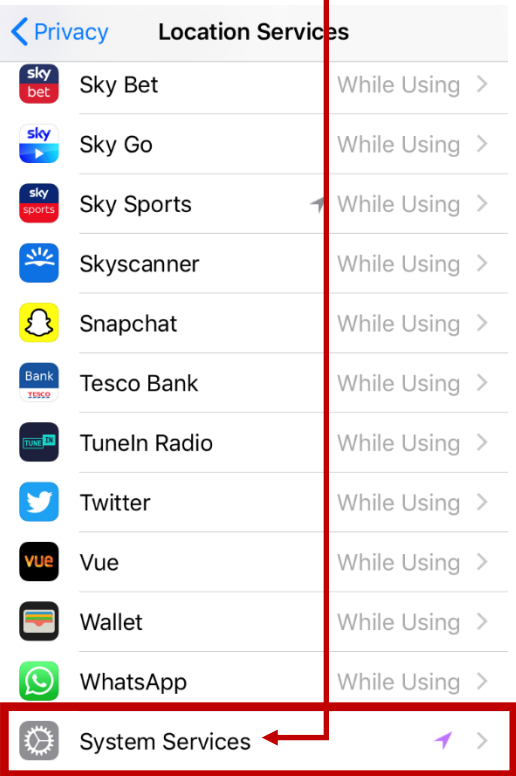 Privacy Location Services
sky bet Sky Bet While Using
sky Sky Go While Using
sky sports Sky Sports While Using
Skyscanner While Using
Snapchat While Using
Bank TESCO Tesco Bank While Using
TUNE IN TuneIn Radio While Using
Twitter While Using
vue Vue While Using
Wallet While Using
WhatsApp While Using
System Services